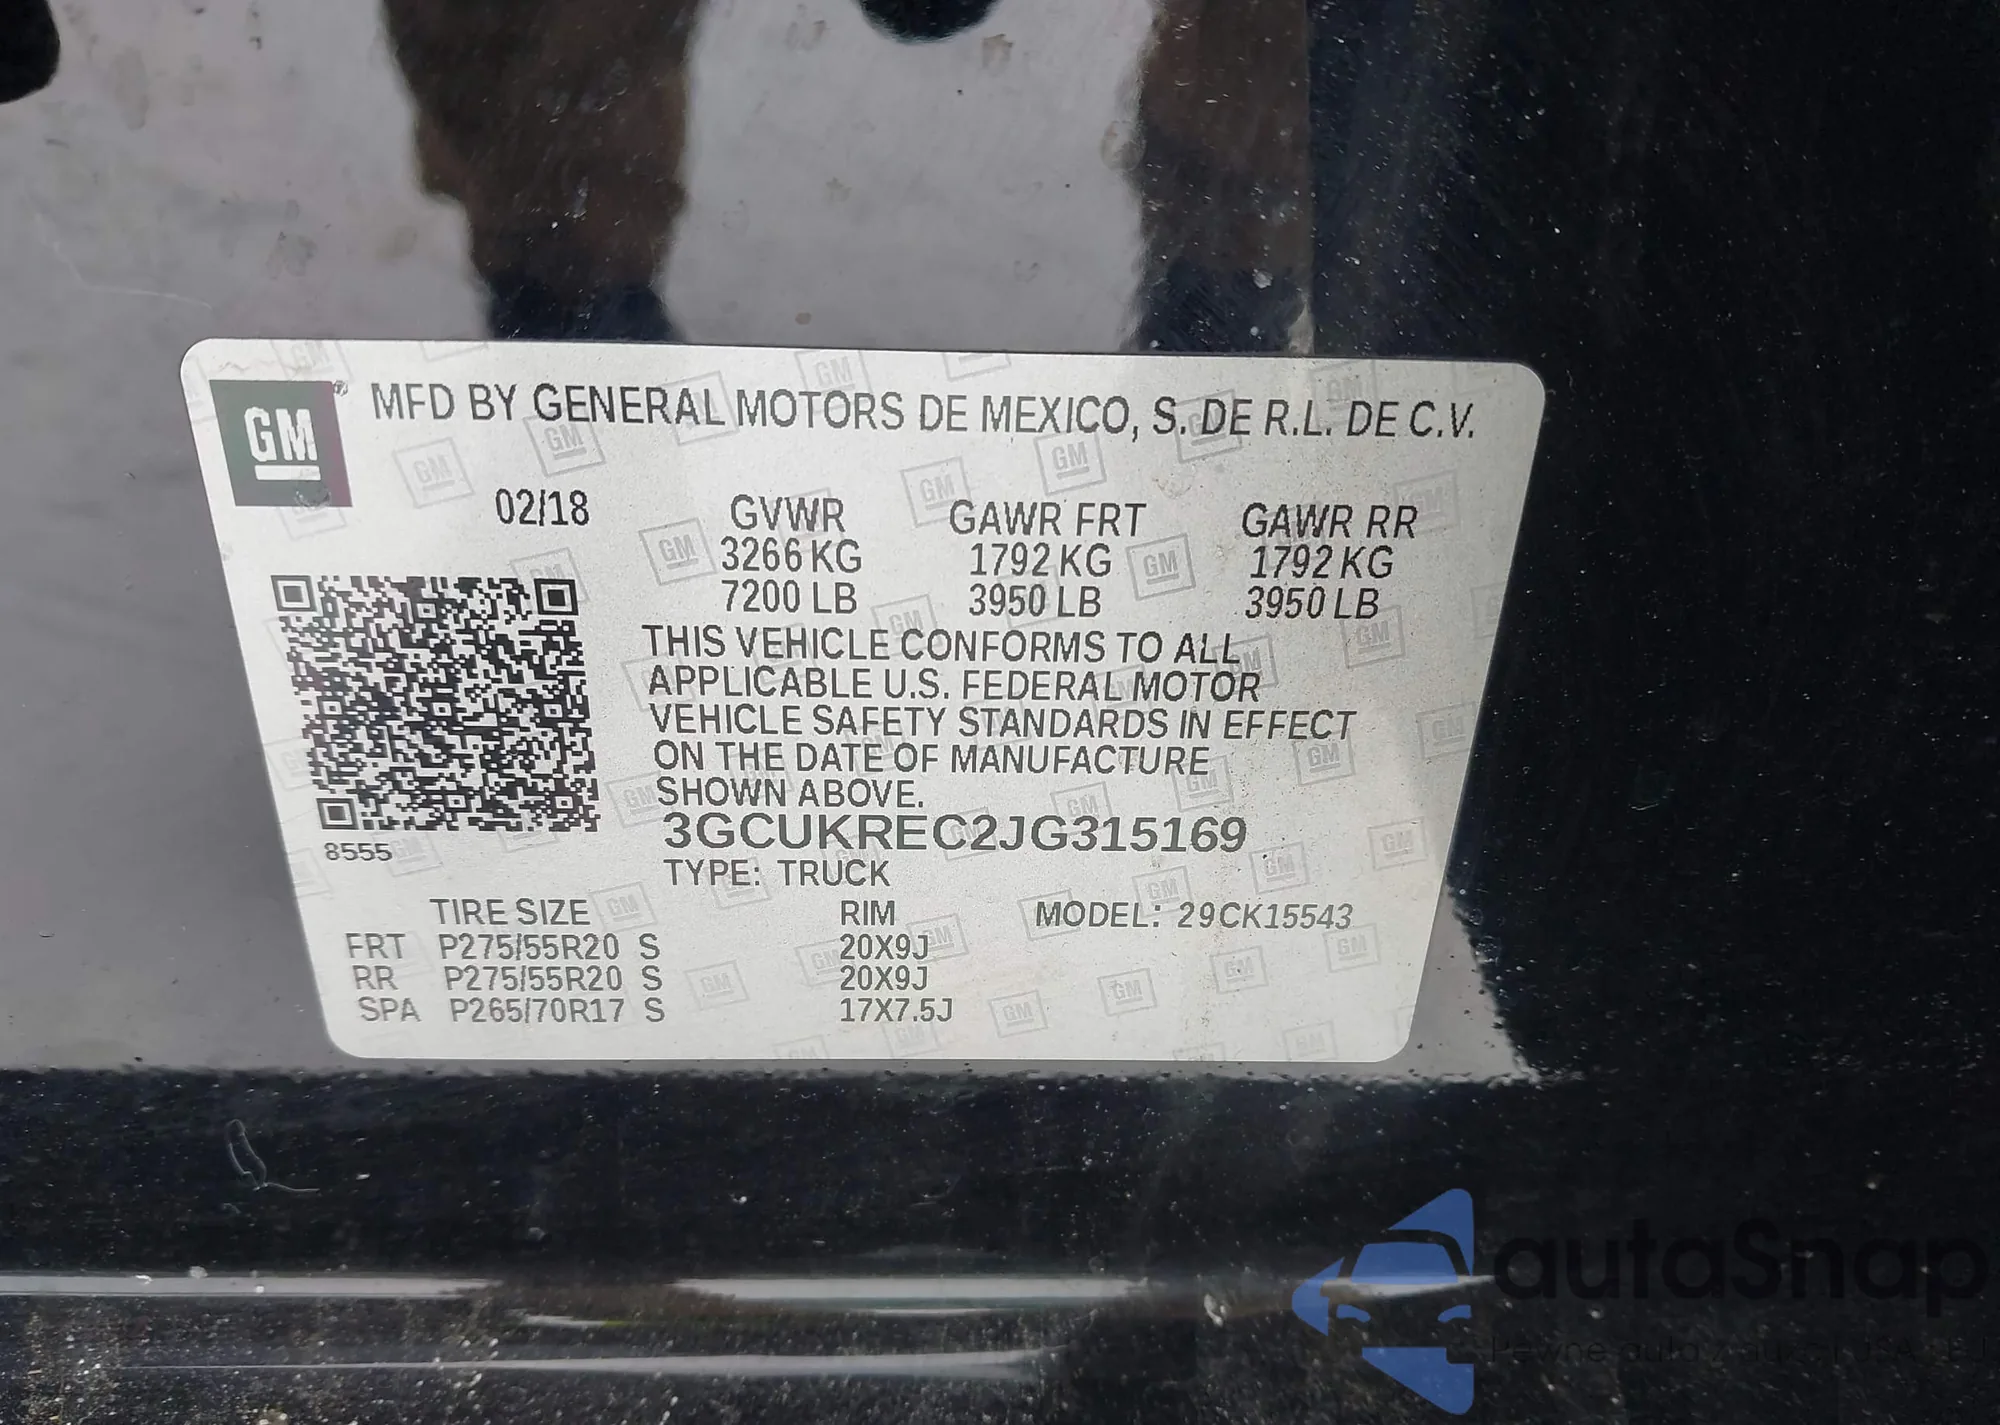 GM
MFD BY GENERAL MOTORS DE MEXICO, S. DE R.L. DE C.V.
02/18 GVWR GAWR FRT GAWR RR
3266 KG 1792 KG 1792 KG
7200 LB 3950 LB 3950 LB
THIS VEHICLE CONFORMS TO ALL
APPLICABLE U.S. FEDERAL MOTOR
VEHICLE SAFETY STANDARDS IN EFFECT
ON THE DATE OF MANUFACTURE
SHOWN ABOVE.
3GCUKREC2JG315169
8555
TYPE: TRUCK
TIRE SIZE RIM MODEL: 29CK15543
FRT P275/55R20 S 20X9J
RR P275/55R20 S 20X9J
SPA P265/70R17 S 17X7.5J
autaSnap
Pewne auta z